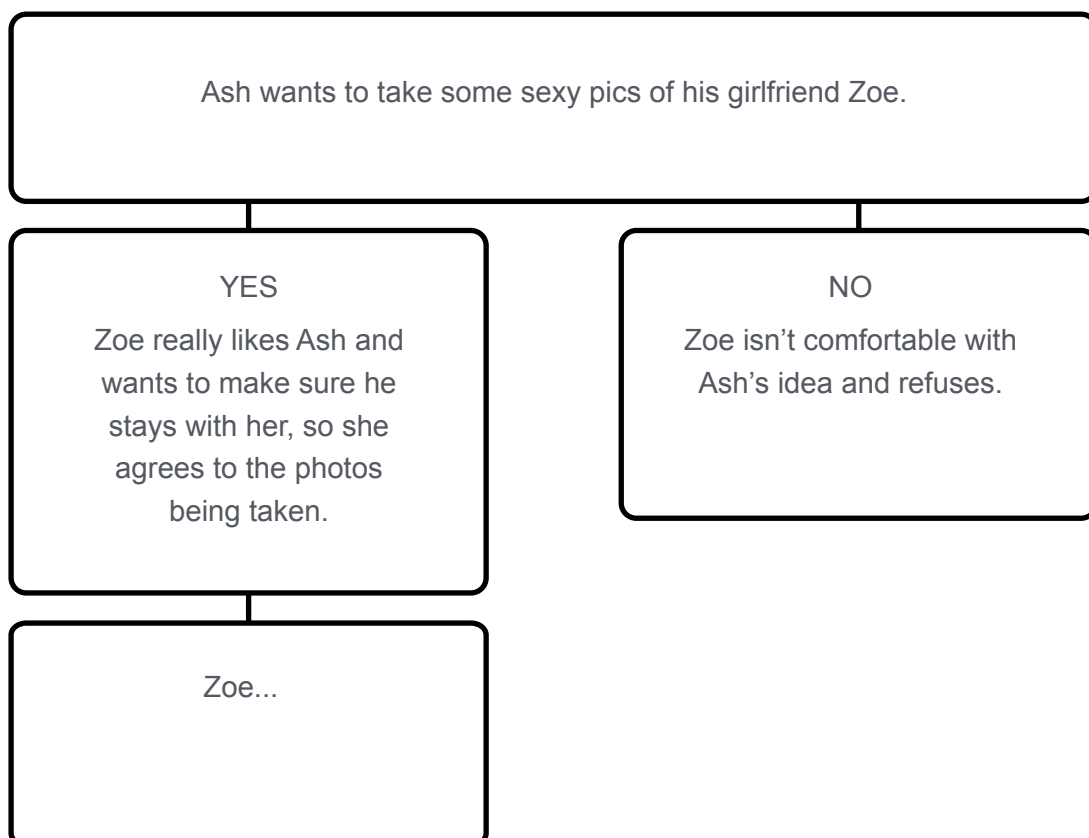 Ash wants to take some sexy pics of his girlfriend Zoe.
YES
Zoe really likes Ash and
wants to make sure he
stays with her, so she
agrees to the photos
being taken.
NO
Zoe isn’t comfortable with
Ash’s idea and refuses.
Zoe...